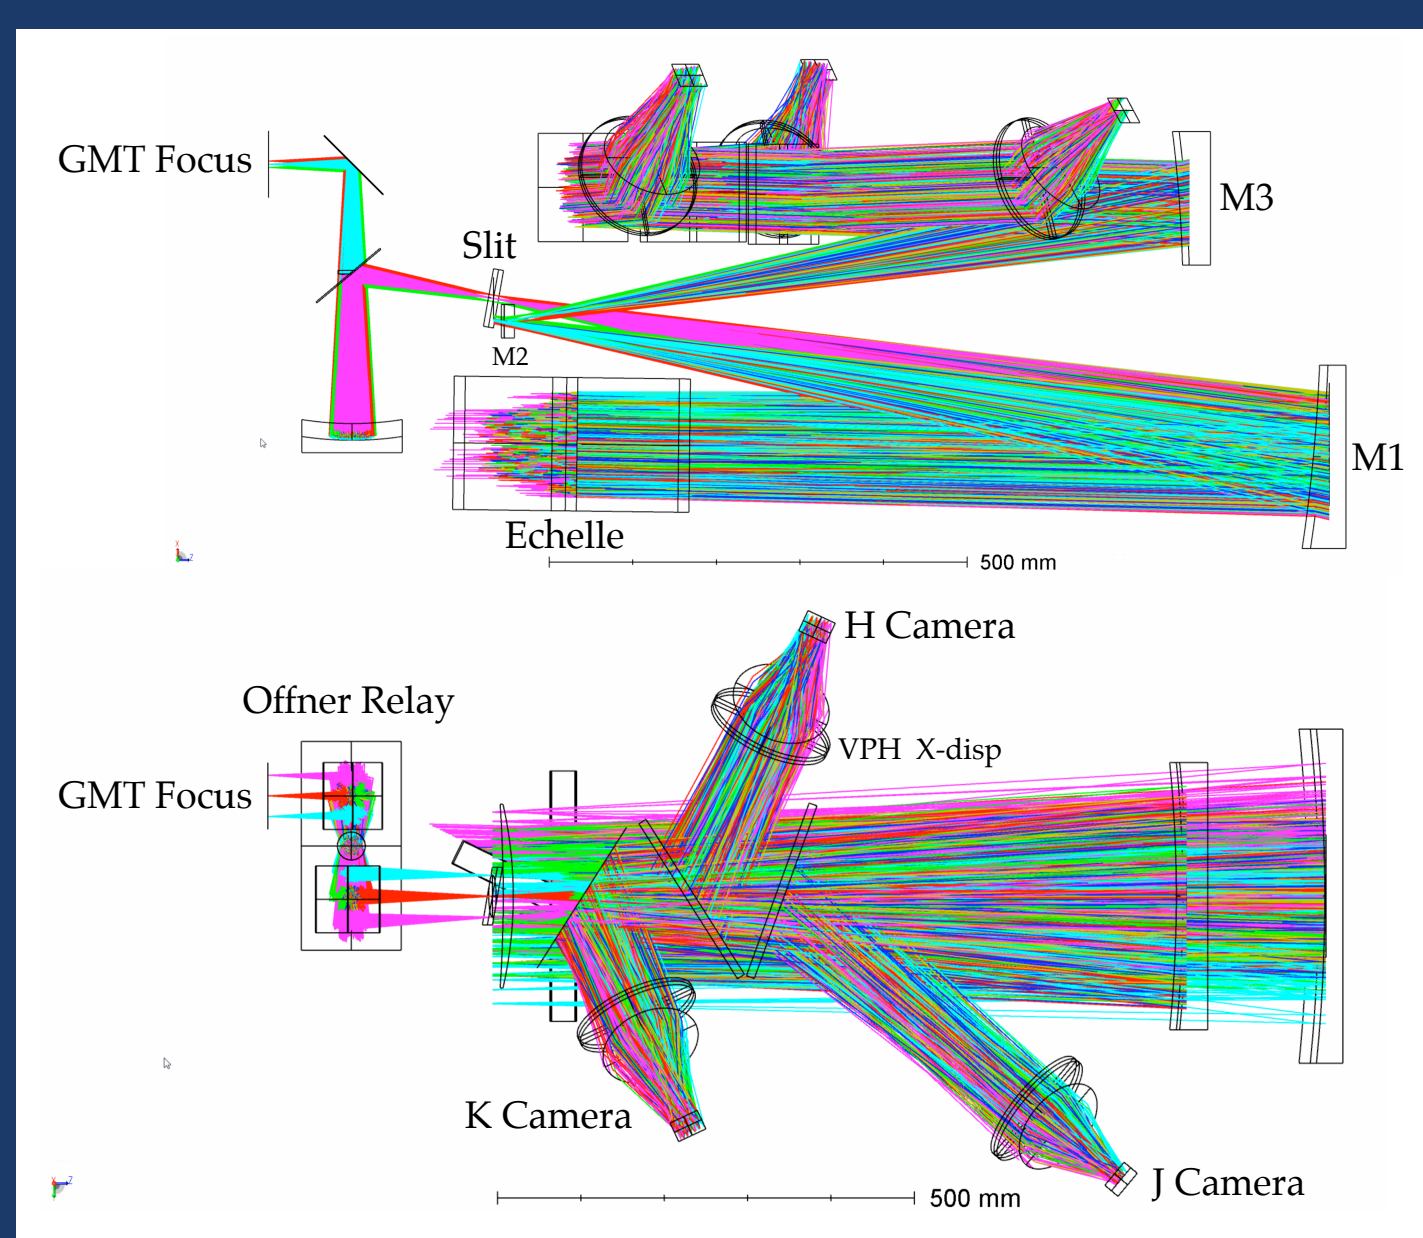 GMT Focus
M3
Slit
M2
M1
Echelle
500 mm
X
Z
H Camera
Offner Relay
VPH X-disp
GMT Focus
K Camera
J Camera
500 mm
Z